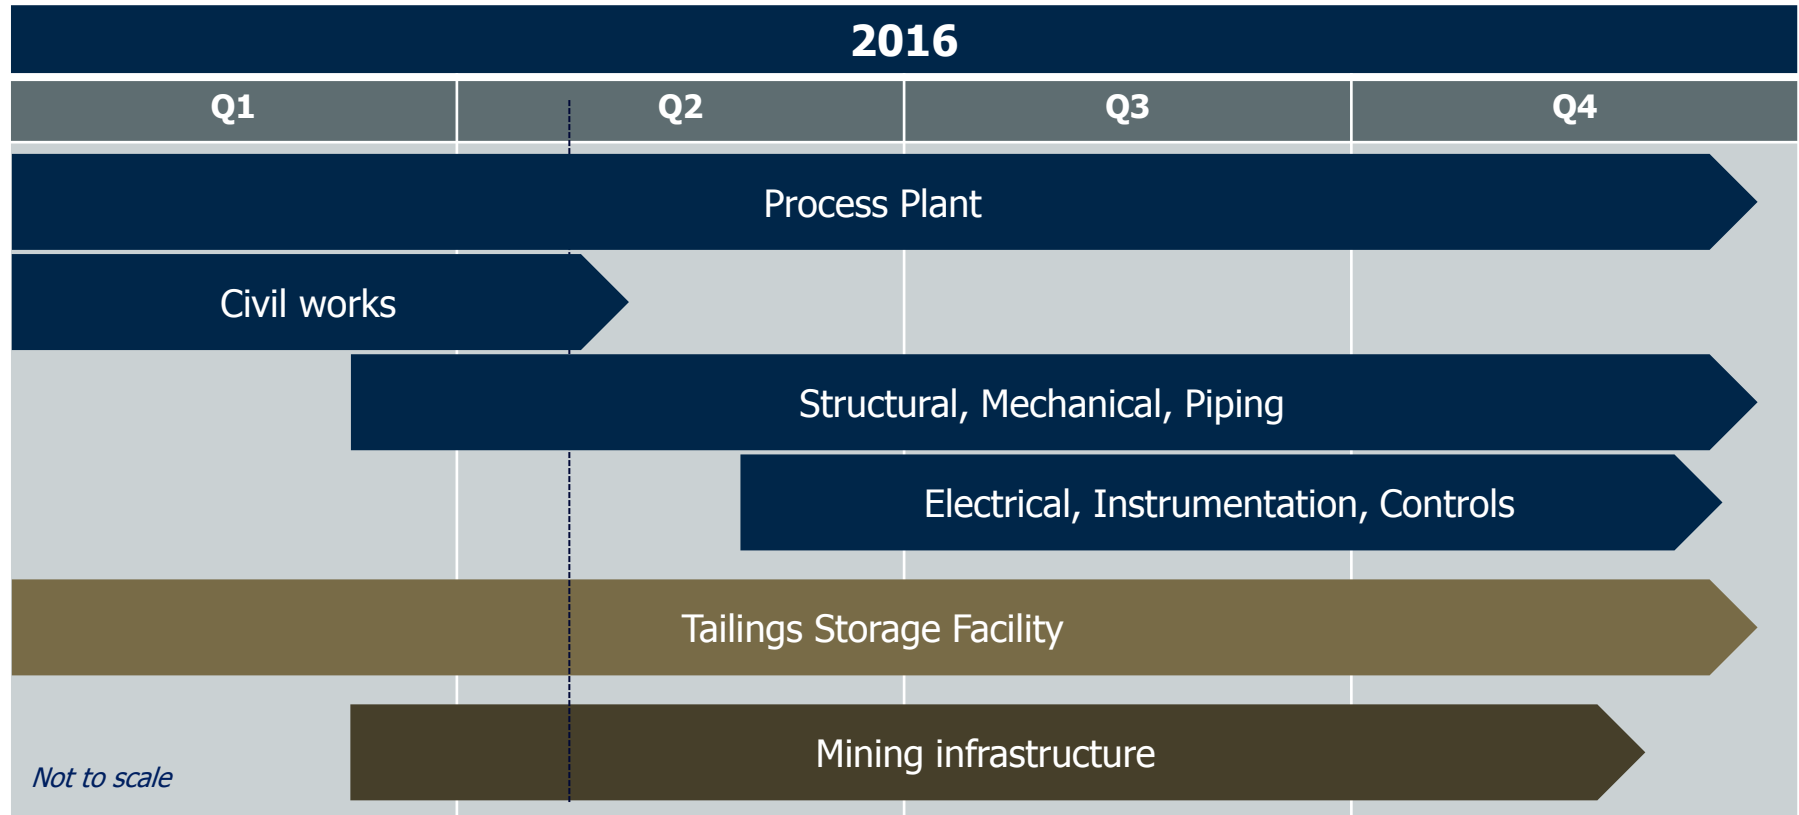 2016
Q1 Q2 Q3 Q4
Process Plant
Civil works
Structural, Mechanical, Piping
Electrical, Instrumentation, Controls
Tailings Storage Facility
Mining infrastructure
Not to scale